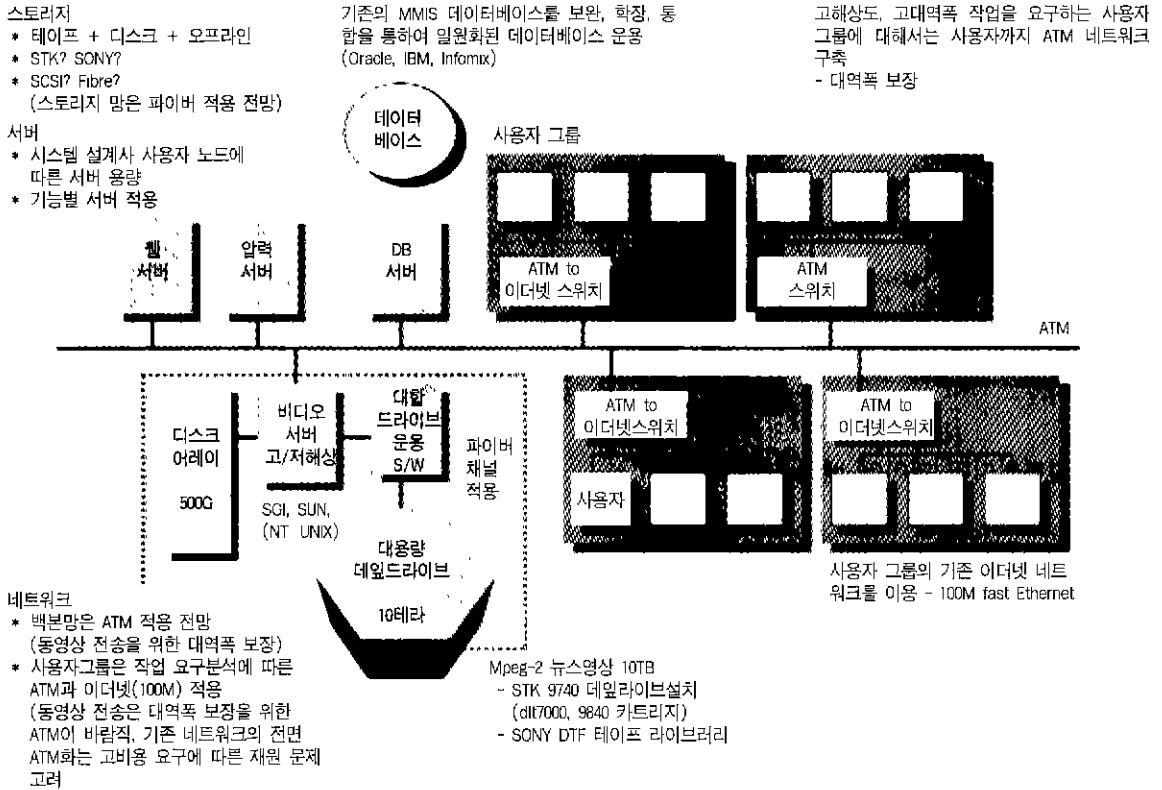 스토리지
* 테이프 + 디스크 + 오프라인
* STK? SONY?
* SCSI? Fibre?
(스토리지 망은 파이버 적용 전망)
서버
* 시스템 설계사 사용자 노드에
따른 서버 용량
* 기능별 서버 적용
기존의 MMIS 데이터베이스를 보완, 확장, 통
합을 통하여 일원화된 데이터베이스 운용
(Oracle, IBM, Infomix)
고해상도, 고대역폭 작업을 요구하는 사용자
그룹에 대해서는 사용자까지 ATM 네트워크
구축
- 대역폭 보장
데이터
베이스
사용자 그룹
웹
서버
압력
서버
DB
서버
ATM to
이더넷 스위치
ATM
스위치
ATM
디스크
어레이
500G
비디오
서버
고/저해상
SGI, SUN,
(NT UNIX)
대합
드라이브
운용
S/W
파이버
채널
적용
대용량
데잎드라이브
10테라
ATM to
이더넷스위치
사용자
ATM to
이더넷스위치
사용자 그룹의 기존 이더넷 네트
워크를 이용 - 100M fast Ethernet
네트워크
* 백본망은 ATM 적용 전망
(동영상 전송을 위한 대역폭 보장)
* 사용자그룹은 작업 요구분석에 따른
ATM과 이더넷(100M) 적용
(동영상 전송은 대역폭 보장을 위한
ATM이 바람직, 기존 네트워크의 전면
ATM화는 고비용 요구에 따른 재원 문제
고려
Mpeg-2 뉴스영상 10TB
- STK 9740 데잎라이브설치
(dlt7000, 9840 카트리지)
- SONY DTF 테이프 라이브러리